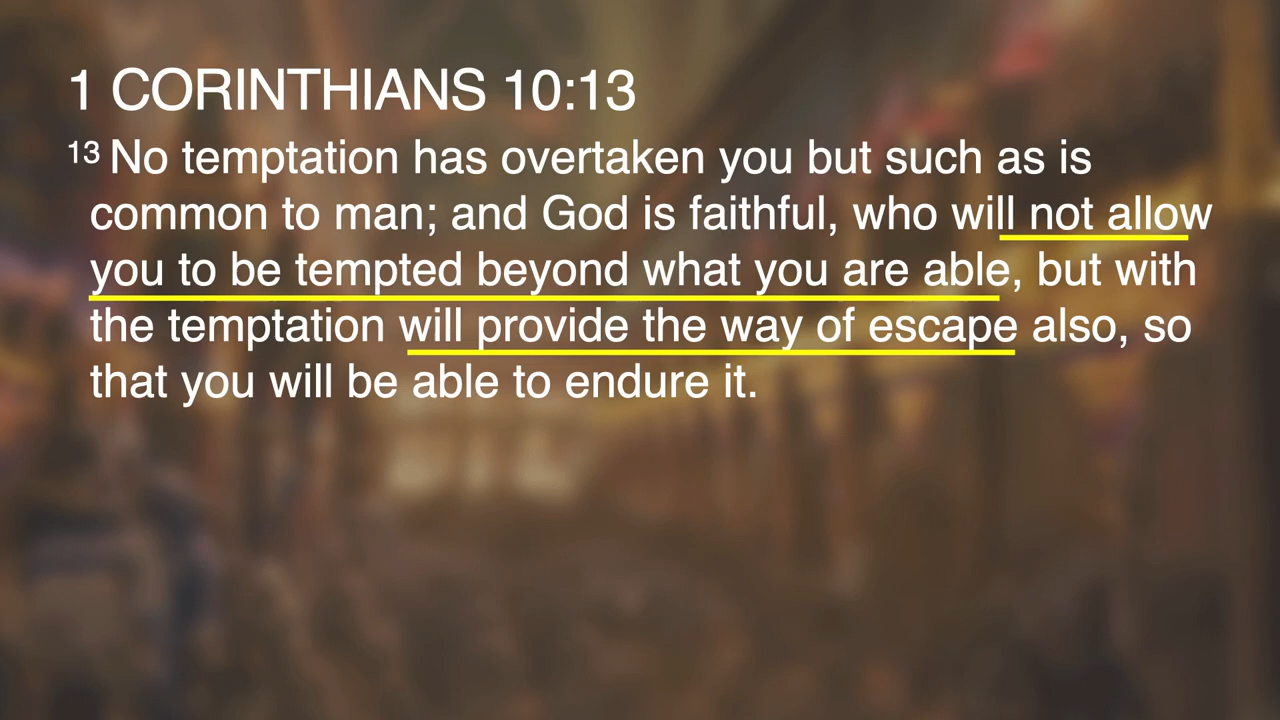 1 CORINTHIANS 10:13
13 No temptation has overtaken you but such as is
common to man; and God is faithful, who will not allow
you to be tempted beyond what you are able, but with
the temptation will provide the way of escape also, so
that you will be able to endure it.